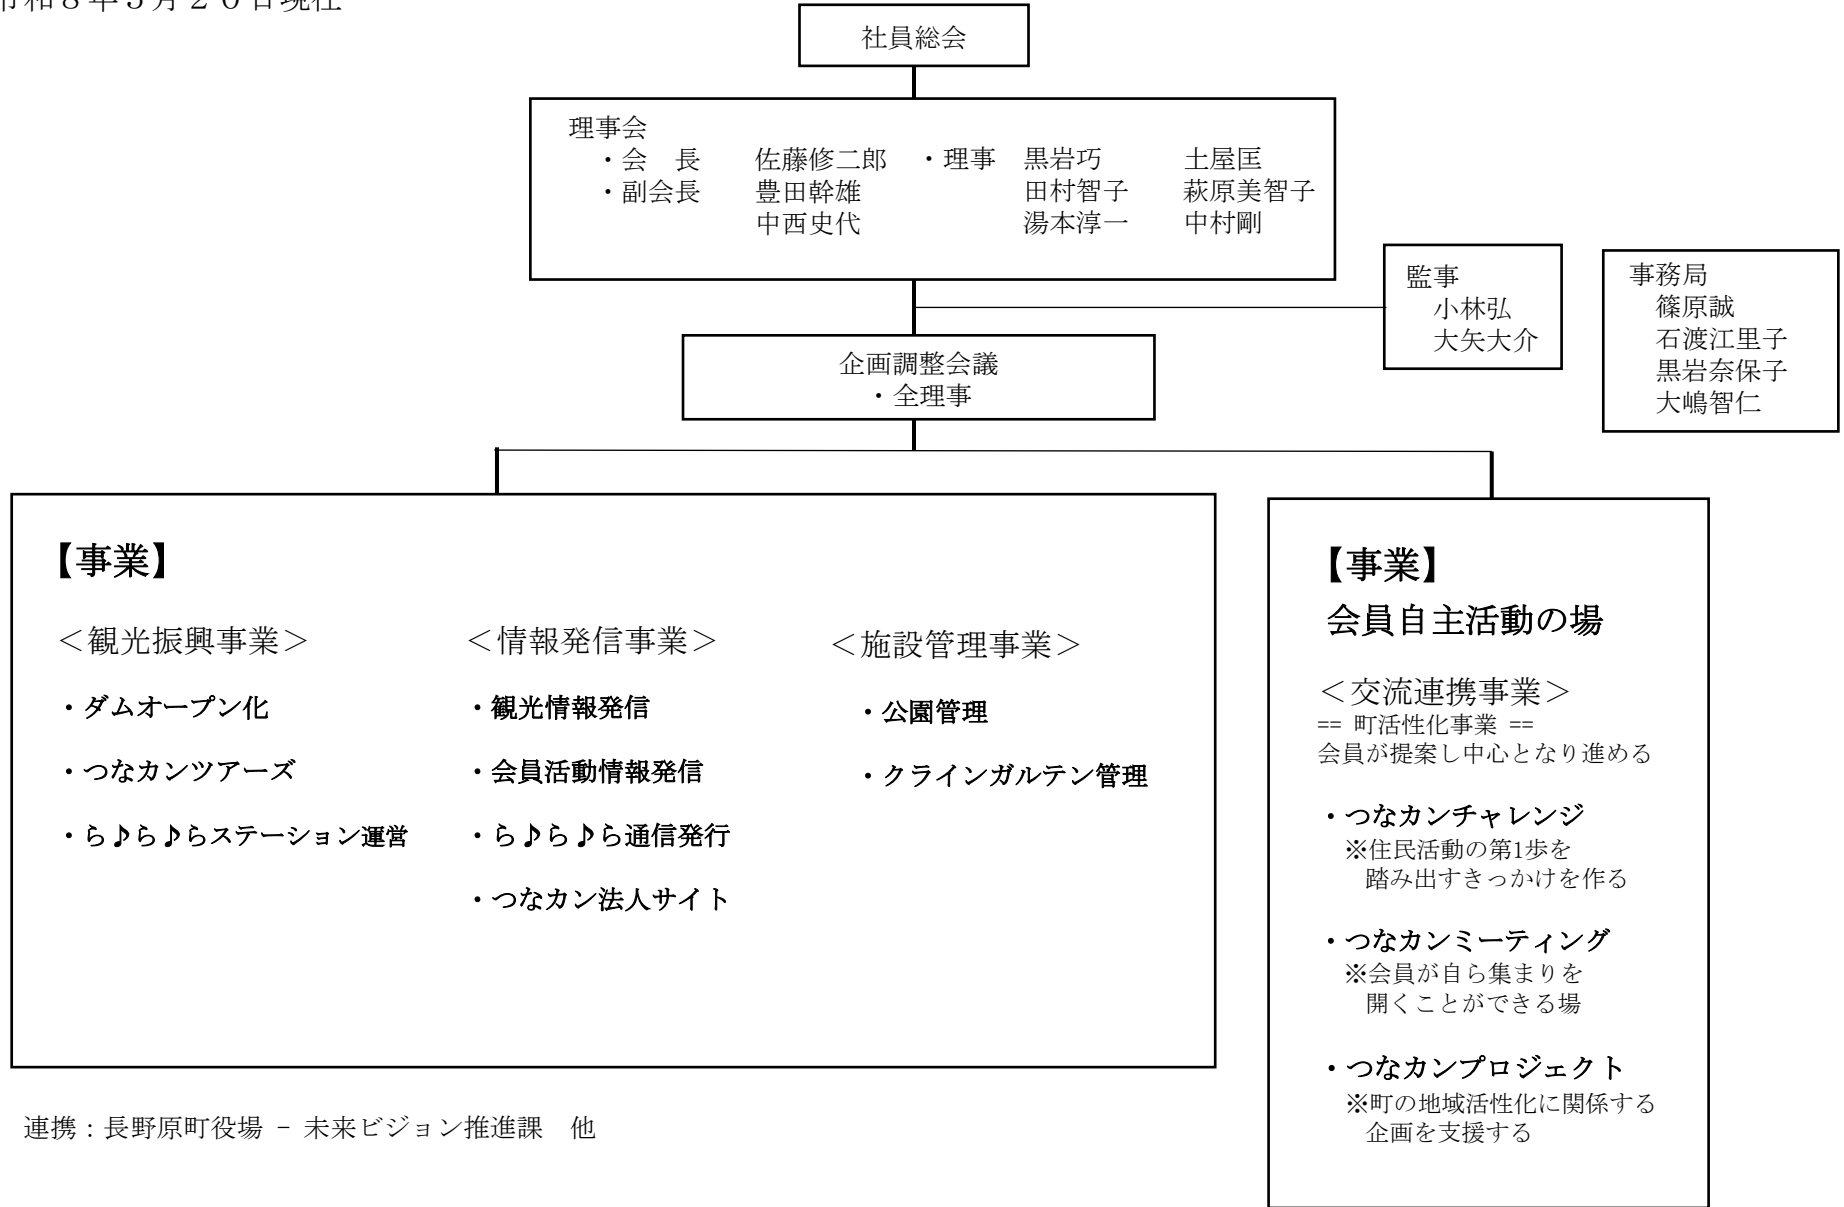 社員総会
理事会
・会　長　佐藤修二郎　・理事　黒岩巧　土屋匡
・副会長　豊田幹雄　田村智子　萩原美智子
中西史代　湯本淳一　中村剛
監事
小林弘
大矢大介
事務局
篠原誠
石渡江里子
黒岩奈保子
大嶋智仁
企画調整会議
・全理事
【事業】
＜観光振興事業＞
・ダムオープン化
・つなカンツアーズ
・ら♪ら♪らステーション運営
＜情報発信事業＞
・観光情報発信
・会員活動情報発信
・ら♪ら♪ら通信発行
・つなカン法人サイト
＜施設管理事業＞
・公園管理
・クラインガルテン管理
【事業】
会員自主活動の場
＜交流連携事業＞
== 町活性化事業 ==
会員が提案し中心となり進める
・つなカンチャレンジ
※住民活動の第1歩を
踏み出すきっかけを作る
・つなカンミーティング
※会員が自ら集まりを
開くことができる場
・つなカンプロジェクト
※町の地域活性化に関係する
企画を支援する
連携：長野原町役場 － 未来ビジョン推進課　他